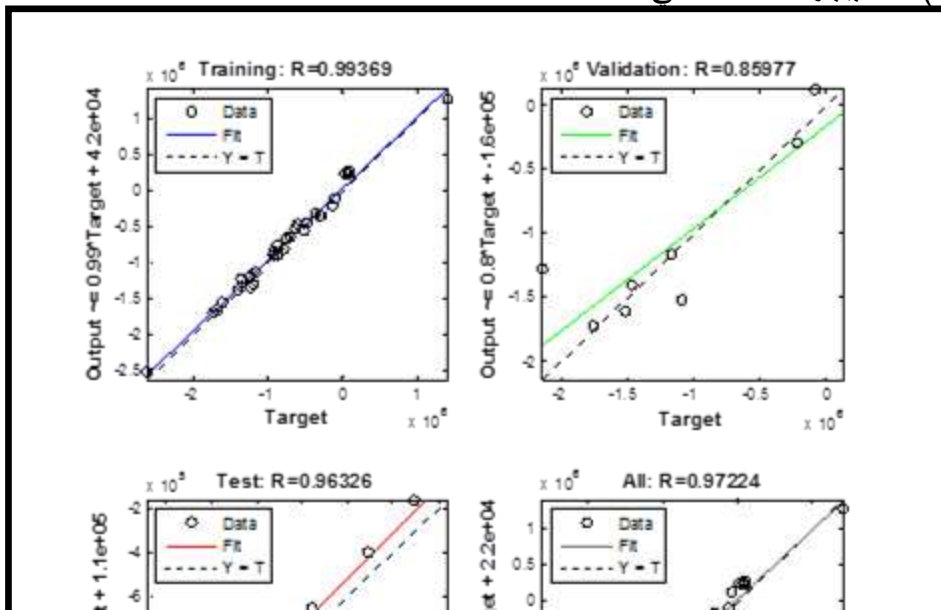 x 10⁶ Training: R=0.99369
Output ~= 0.99*Target + 4.2e+04
1
0.5
0
-0.5
-1
-1.5
-2
-2.5
Data
Fit
Y = T
-2 -1 0 1
Target
x 10⁶
x 10⁶ Validation: R=0.85977
Output ~= 0.8*Target + -1.6e+05
0
-0.5
-1
-1.5
-2
Data
Fit
Y = T
-2 -1.5 -1 -0.5 0
Target
x 10⁶
x 10⁵ Test: R=0.96326
+ 1.1e+05
-2
-4
-6
Data
Fit
Y = T
x 10⁶ All: R=0.97224
+ 2.2e+04
1
0.5
0
Data
Fit
Y = T